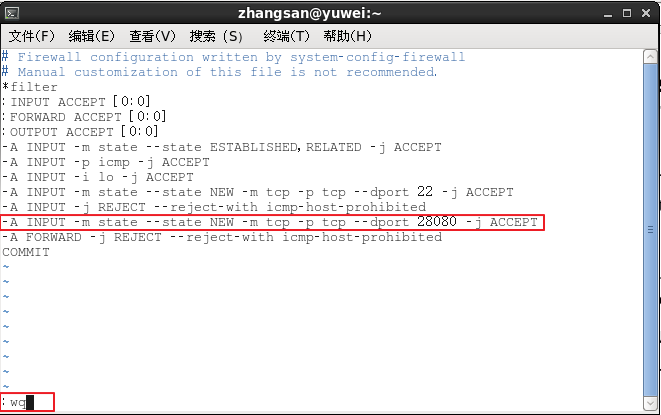 zhangsan@yuwei:~
文件(F) 编辑(E) 查看(V) 搜索 (S) 终端(T) 帮助(H)
# Firewall configuration written by system-config-firewall
# Manual customization of this file is not recommended.
*filter
:INPUT ACCEPT [0:0]
:FORWARD ACCEPT [0:0]
:OUTPUT ACCEPT [0:0]
-A INPUT -m state --state ESTABLISHED,RELATED -j ACCEPT
-A INPUT -p icmp -j ACCEPT
-A INPUT -i lo -j ACCEPT
-A INPUT -m state --state NEW -m tcp -p tcp --dport 22 -j ACCEPT
-A INPUT -j REJECT --reject-with icmp-host-prohibited
-A INPUT -m state --state NEW -m tcp -p tcp --dport 28080 -j ACCEPT
-A FORWARD -j REJECT --reject-with icmp-host-prohibited
COMMIT
~
~
~
~
~
~
~
~
~
:wq